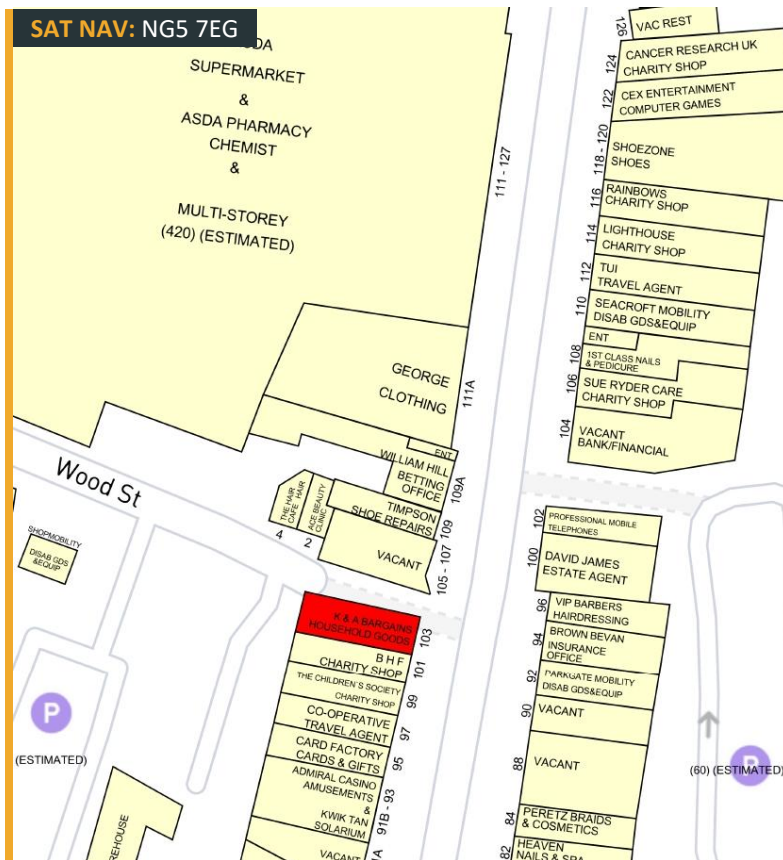 SAT NAV: NG5 7EG
SUPERMARKET
&
ASDA PHARMACY
CHEMIST
&
MULTI-STOREY
(420) (ESTIMATED)
111 - 127
GEORGE
CLOTHING
111A
ENT
WILLIAM HILL
BETTING
OFFICE
109A
TIMPSON
SHOE REPAIRS
109
THE HAIR
CAFE HAIR
4
ACE BEAUTY
CLINIC
2
VACANT
105 - 107
Wood St
SHOPMOBILITY
DISAB GDS
&EQUIP
K & A BARGAINS
HOUSEHOLD GOODS
103
B H F
CHARITY SHOP
101
THE CHILDREN'S SOCIETY
CHARITY SHOP
99
CO-OPERATIVE
TRAVEL AGENT
97
CARD FACTORY
CARDS & GIFTS
95
ADMIRAL CASINO
AMUSEMENTS
&
KWIK TAN
SOLARIUM
91B - 93
VACANT
P
(ESTIMATED)
126
VAC REST
124
CANCER RESEARCH UK
CHARITY SHOP
122
CEX ENTERTAINMENT
COMPUTER GAMES
118 - 120
SHOEZONE
SHOES
116
RAINBOWS
CHARITY SHOP
114
LIGHTHOUSE
CHARITY SHOP
112
TUI
TRAVEL AGENT
110
SEACROFT MOBILITY
DISAB GDS&EQUIP
ENT
108
1ST CLASS NAILS
& PEDICURE
106
SUE RYDER CARE
CHARITY SHOP
104
VACANT
BANK/FINANCIAL
102
PROFESSIONAL MOBILE
TELEPHONES
100
DAVID JAMES
ESTATE AGENT
96
VIP BARBERS
HAIRDRESSING
94
BROWN BEVAN
INSURANCE
OFFICE
92
PARKGATE MOBILITY
DISAB GDS&EQUIP
90
VACANT
88
VACANT
84
PERETZ BRAIDS
& COSMETICS
82
HEAVEN
NAILS & SPA
P
(60) (ESTIMATED)